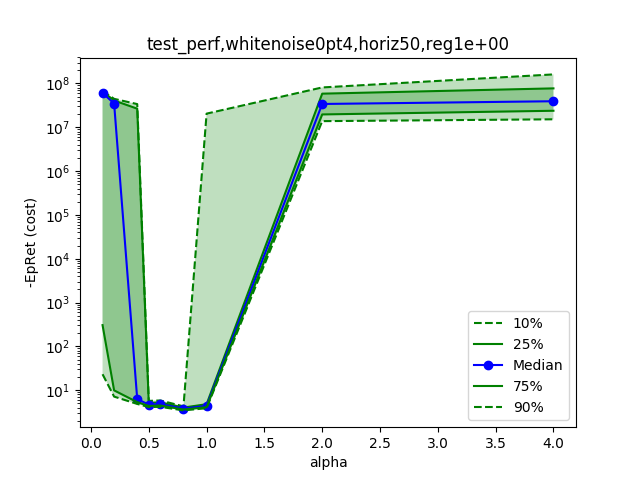 test_perf,whitenoise0pt4,horiz50,reg1e+00
-EpRet (cost)
10^8
10^7
10^6
10^5
10^4
10^3
10^2
10^1
10%
25%
Median
75%
90%
0.0 0.5 1.0 1.5 2.0 2.5 3.0 3.5 4.0
alpha